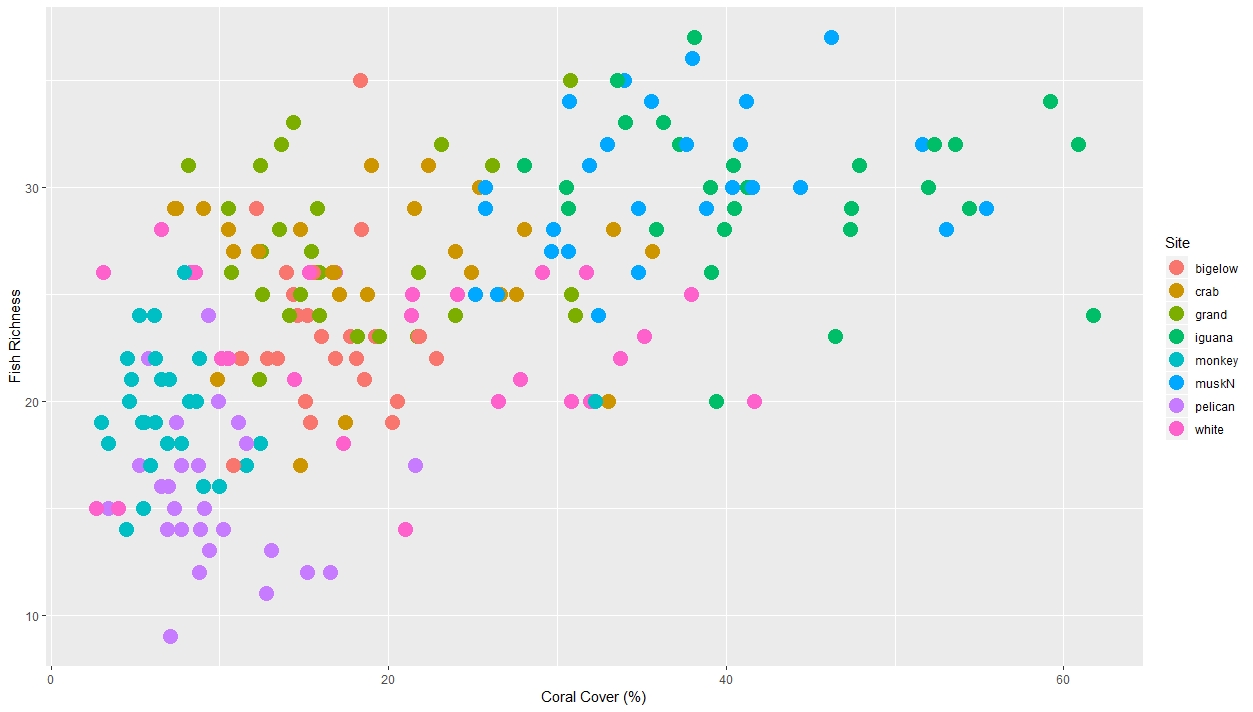 Fish Richness
30
20
10
0
20
40
60
Coral Cover (%)
Site
bigelow
crab
grand
iguana
monkey
muskN
pelican
white